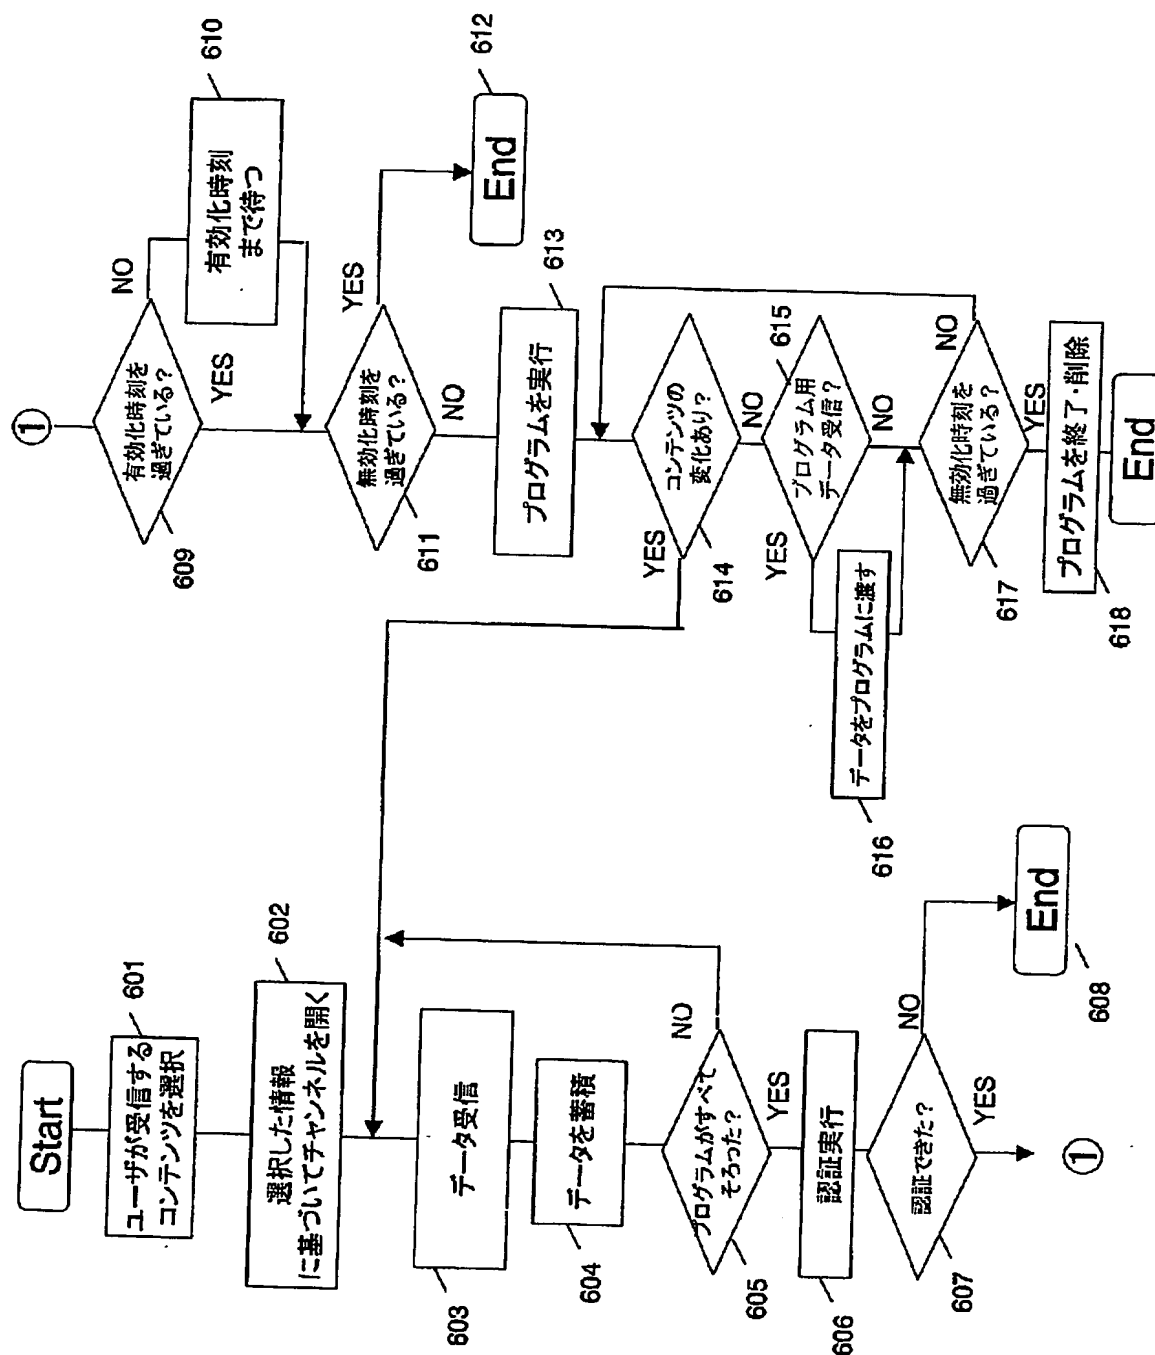 Start
ユーザが受信する
コンテンツを選択
601
選択した情報
に基づいてチャンネルを開く
602
データ受信
603
データを蓄積
604
プログラムがすべて
そろった?
605
NO
YES
認証実行
606
認証できた?
607
NO
YES
End
608
①
①
有効化時刻を
過ぎている?
609
NO
YES
有効化時刻
まで待つ
610
無効化時刻を
過ぎている?
611
YES
NO
End
612
プログラムを実行
613
コンテンツの
変化あり?
614
YES
NO
プログラム用
データ受信?
615
YES
NO
データをプログラムに渡す
616
無効化時刻を
過ぎている?
617
NO
YES
プログラムを終了・削除
618
End